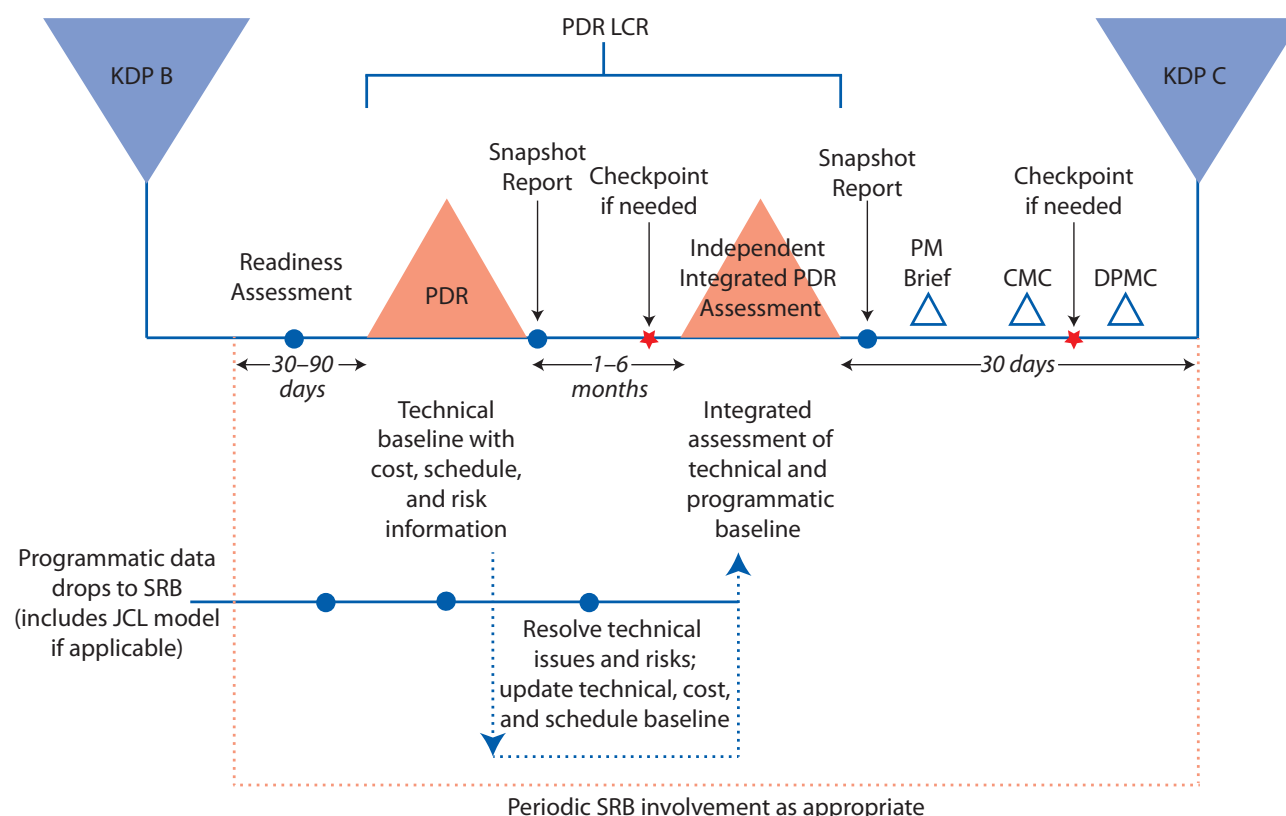 PDR LCR
KDP B
KDP C
Snapshot
Report
Checkpoint
if needed
Snapshot
Report
Checkpoint
if needed
Readiness
Assessment
PDR
Independent
Integrated PDR
Assessment
PM
Brief
CMC
DPMC
30–90
days
1–6
months
30 days
Technical
baseline with
cost, schedule,
and risk
information
Integrated
assessment of
technical and
programmatic
baseline
Programmatic data
drops to SRB
(includes JCL model
if applicable)
Resolve technical
issues and risks;
update technical, cost,
and schedule baseline
Periodic SRB involvement as appropriate